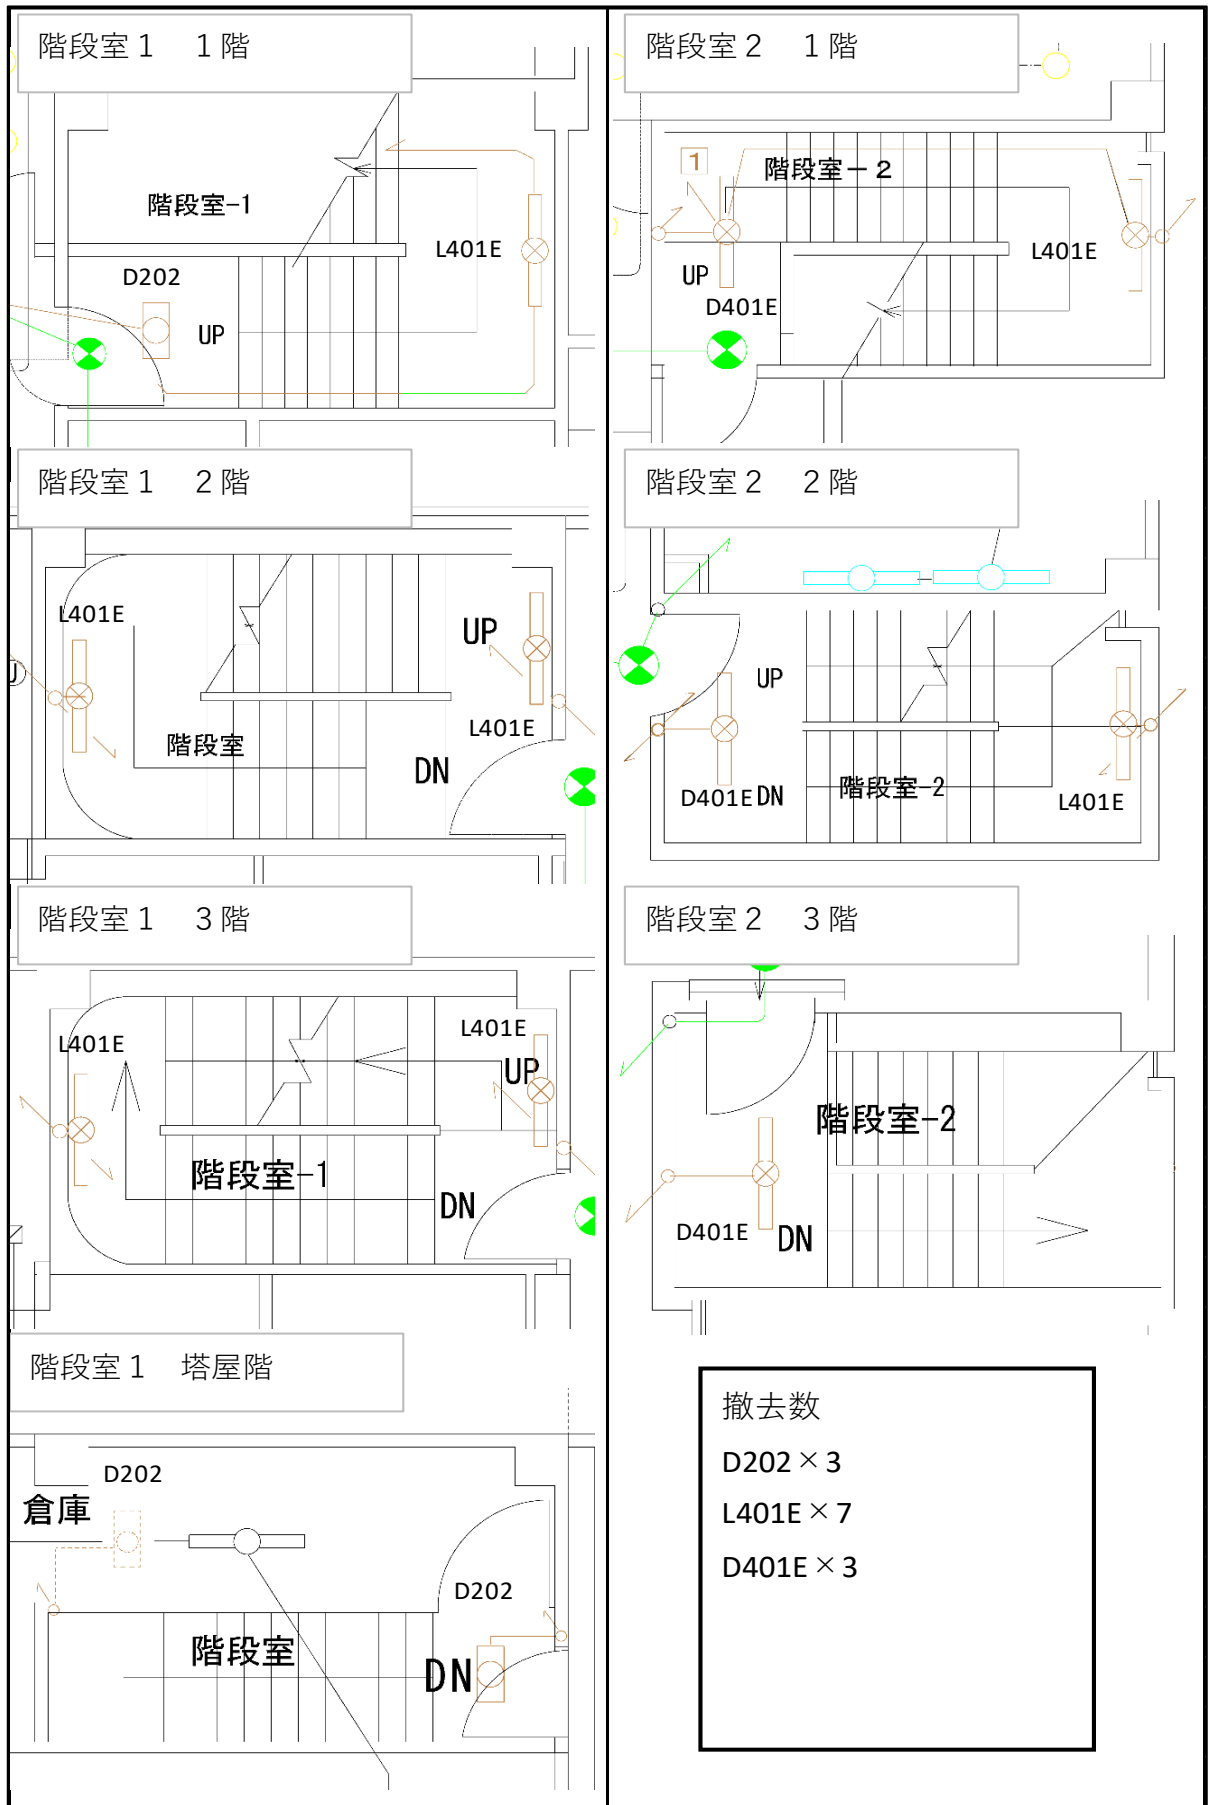 階段室１　１階
階段室-1
L401E
D202
UP
階段室１　２階
L401E
UP
L401E
階段室
DN
階段室１　３階
L401E
L401E
UP
階段室-1
DN
階段室１　塔屋階
D202
倉庫
D202
階段室
DN
階段室２　１階
1
階段室－２
L401E
UP
D401E
階段室２　２階
UP
D401E
DN
階段室-2
L401E
階段室２　３階
階段室-2
D401E
DN
撤去数
D202×3
L401E×7
D401E×3